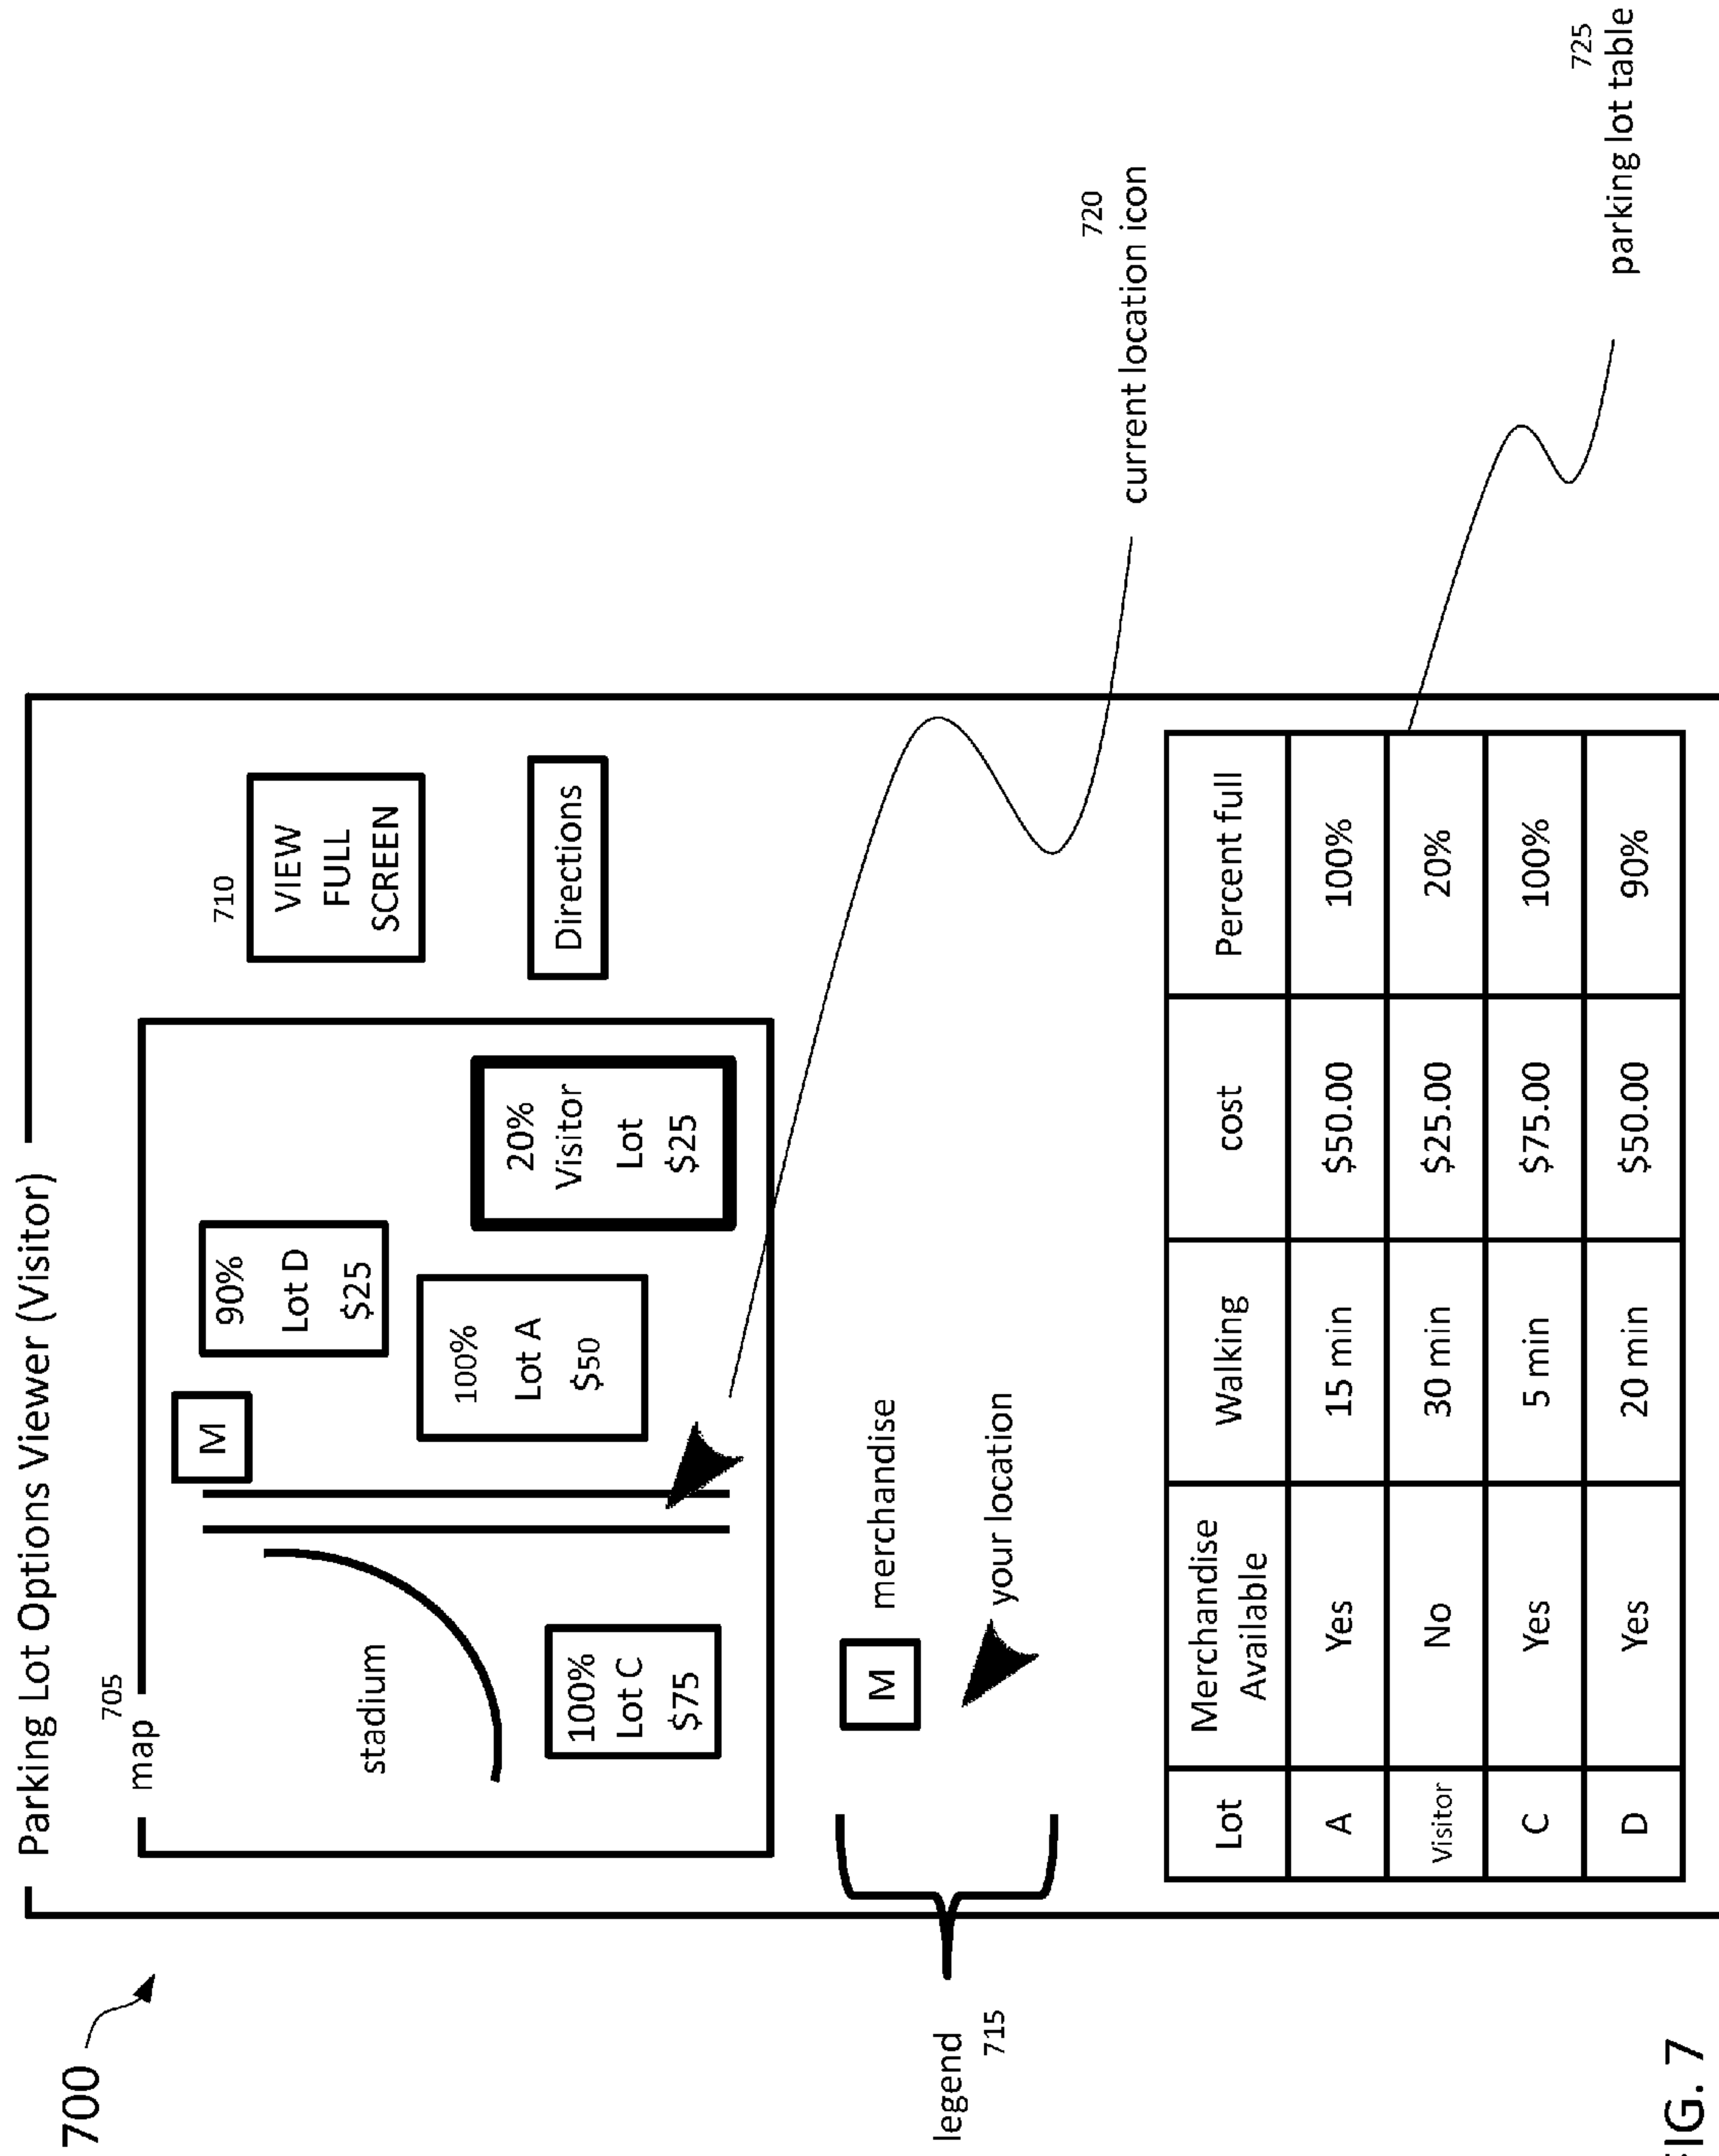 700
Parking Lot Options Viewer (Visitor)
705
map
M
90%
Lot D
$25
stadium
100%
Lot A
$50
20%
Visitor
Lot
$25
100%
Lot C
$75
710
VIEW
FULL
SCREEN
Directions
legend
715
M
merchandise
your location
720
current location icon
Lot Merchandise Available Walking cost Percent full
A Yes 15 min $50.00 100%
Visitor No 30 min $25.00 20%
C Yes 5 min $75.00 100%
D Yes 20 min $50.00 90%
725
parking lot table
FIG. 7